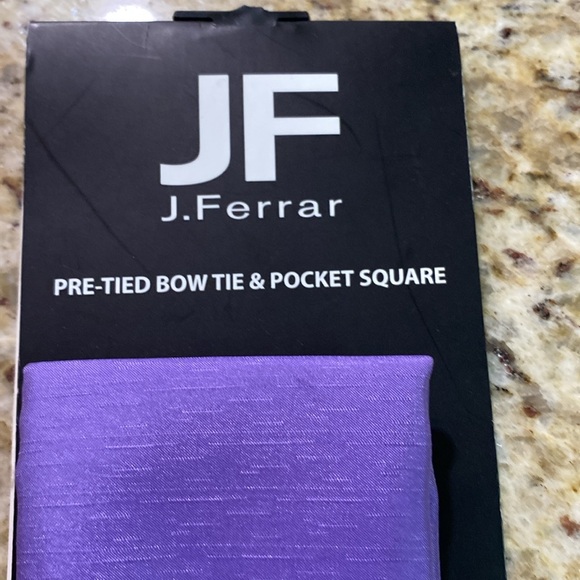 JF
J.Ferrar
PRE-TIED BOW TIE & POCKET SQUARE